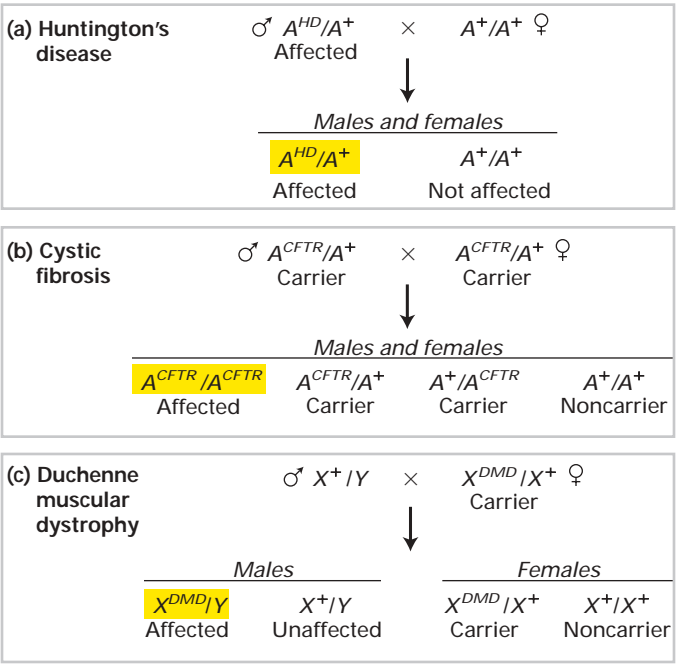 (a) Huntington's disease
♂ A^HD/A^+ × A^+/A^+ ♀
Affected
Males and females
A^HD/A^+ A^+/A^+
Affected Not affected
(b) Cystic fibrosis
♂ A^CFTR/A^+ × A^CFTR/A^+ ♀
Carrier Carrier
Males and females
A^CFTR/A^CFTR A^CFTR/A^+ A^+/A^CFTR A^+/A^+
Affected Carrier Carrier Noncarrier
(c) Duchenne muscular dystrophy
♂ X^+/Y × X^DMD/X^+ ♀
Carrier
Males Females
X^DMD/Y X^+/Y X^DMD/X^+ X^+/X^+
Affected Unaffected Carrier Noncarrier